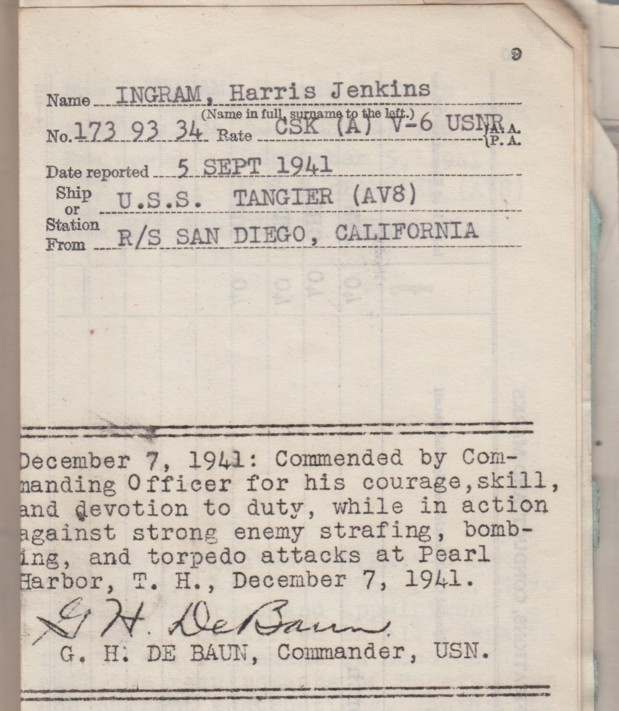 9
Name INGRAM, Harris Jenkins
(Name in full, surname to the left.)
No. 173 93 34 Rate CSK (A) V-6 USNR {A. A. P. A.
Date reported 5 SEPT 1941
Ship or Station U.S.S. TANGIER (AV8)
From R/S SAN DIEGO, CALIFORNIA
December 7, 1941: Commended by Com-
manding Officer for his courage,skill,
and devotion to duty, while in action
against strong enemy strafing, bomb-
ing, and torpedo attacks at Pearl
Harbor, T. H., December 7, 1941.
G H. DeBaun
G. H. DE BAUN, Commander, USN.